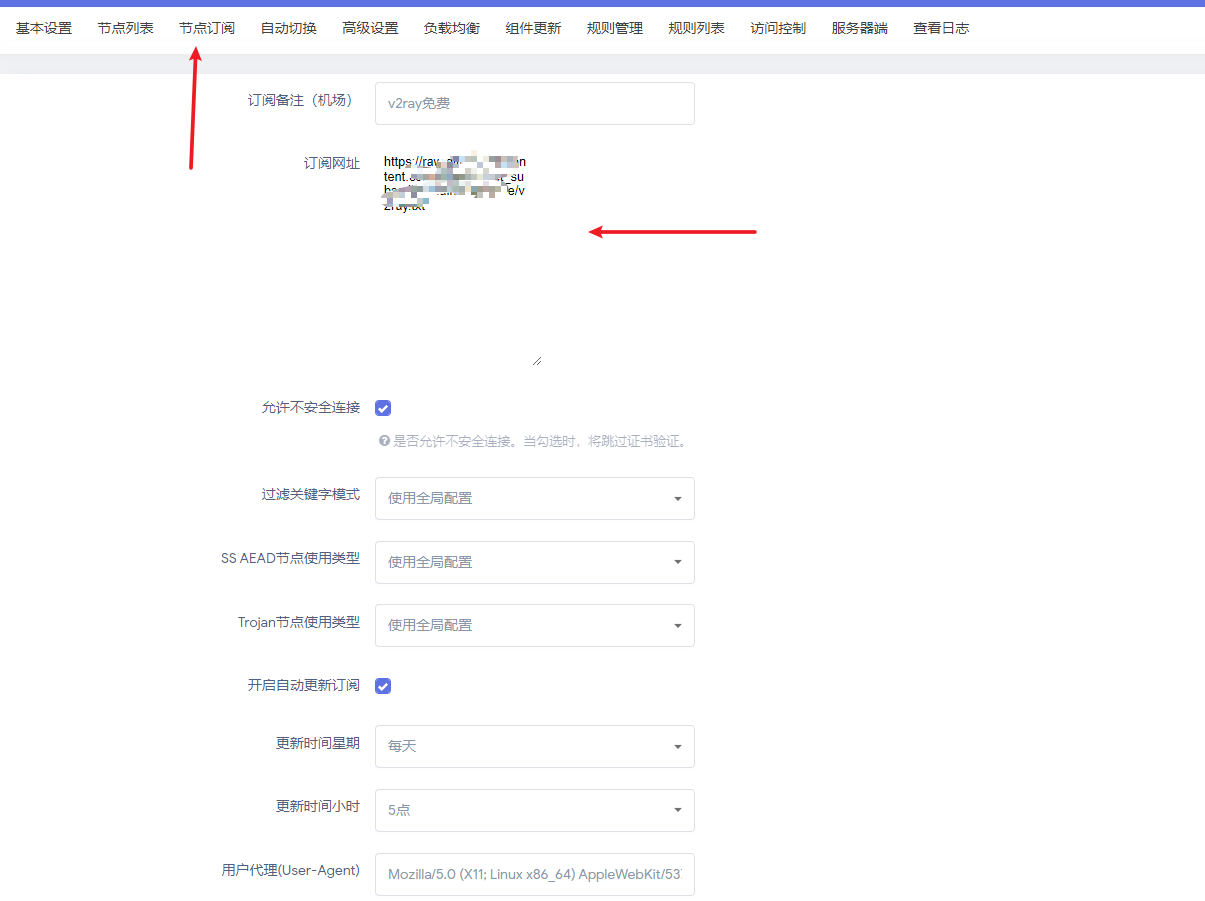 基本设置 节点列表 节点订阅 自动切换 高级设置 负载均衡 组件更新 规则管理 规则列表 访问控制 服务器端 查看日志
订阅备注（机场） v2ray免费
订阅网址
https://raw
tent.
允许不安全连接
是否允许不安全连接。当勾选时，将跳过证书验证。
过滤关键字模式 使用全局配置
SS AEAD节点使用类型 使用全局配置
Trojan节点使用类型 使用全局配置
开启自动更新订阅
更新时间星期 每天
更新时间小时 5点
用户代理(User-Agent) Mozilla/5.0 (X11; Linux x86_64) AppleWebKit/53